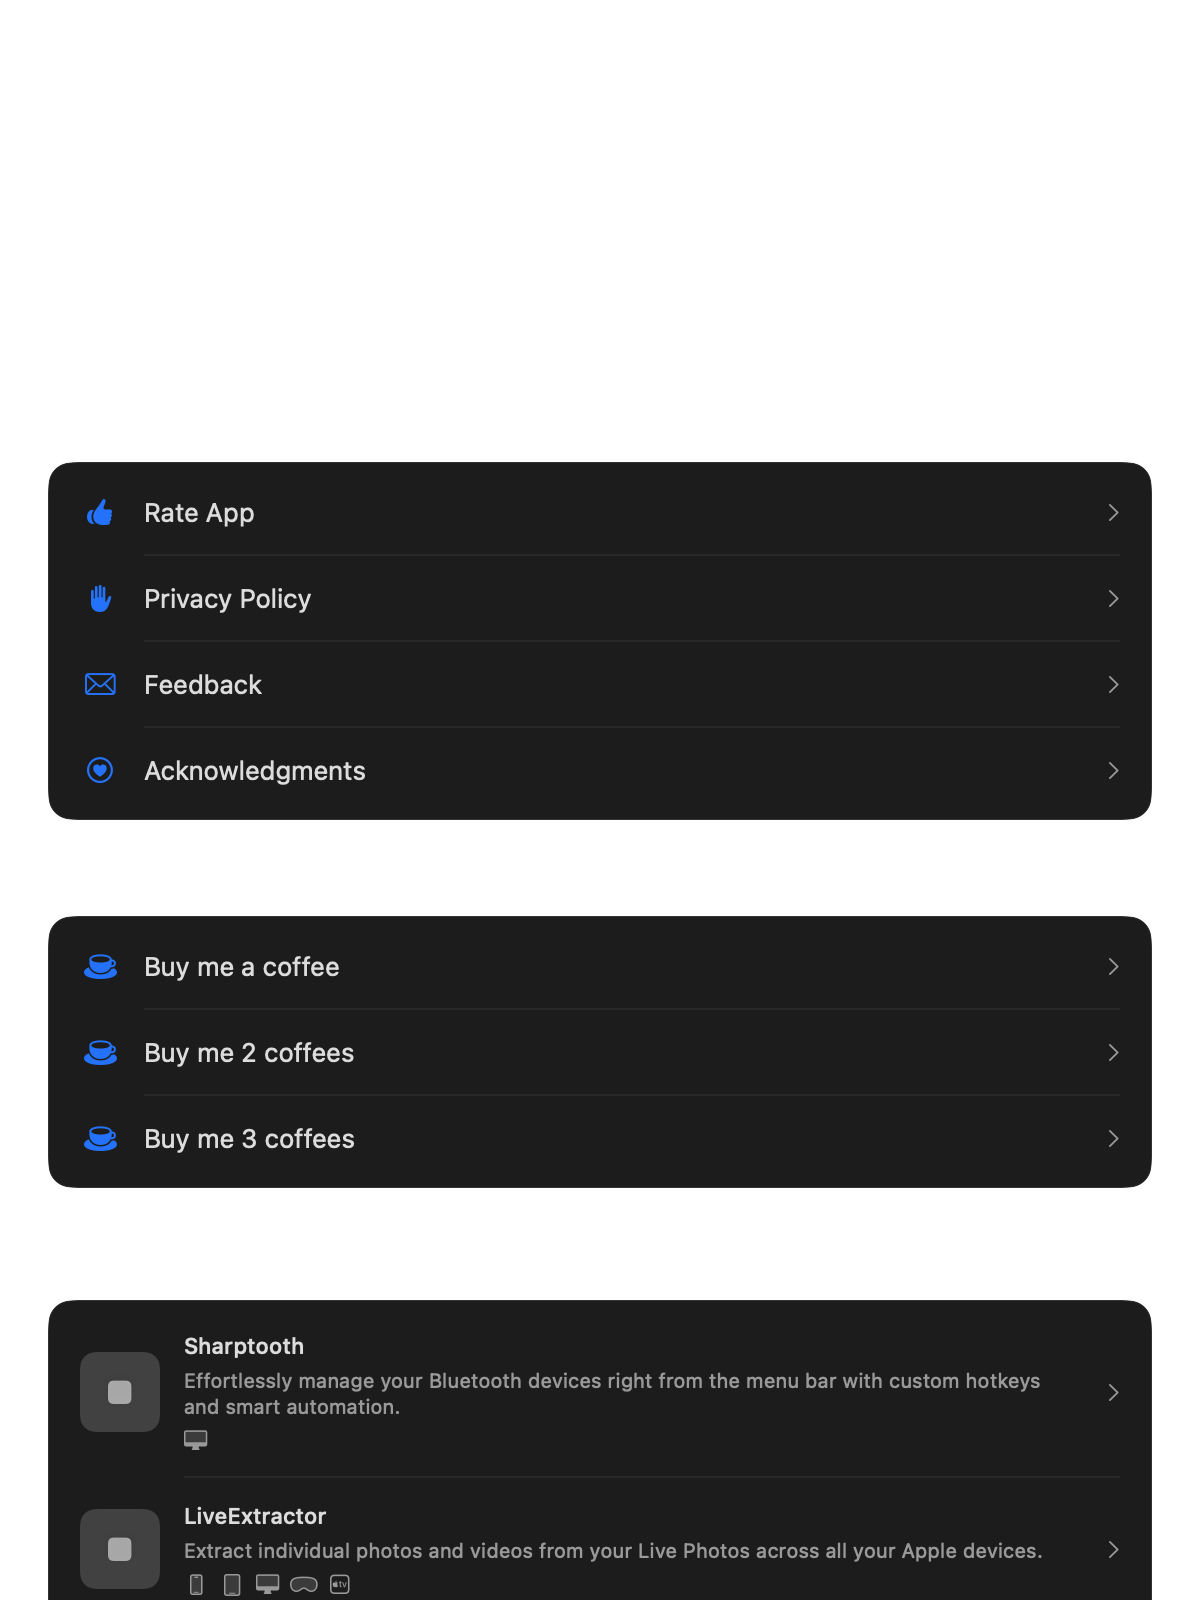 Rate App
Privacy Policy
Feedback
Acknowledgments
Buy me a coffee
Buy me 2 coffees
Buy me 3 coffees
Sharptooth
Effortlessly manage your Bluetooth devices right from the menu bar with custom hotkeys
and smart automation.
LiveExtractor
Extract individual photos and videos from your Live Photos across all your Apple devices.
tv